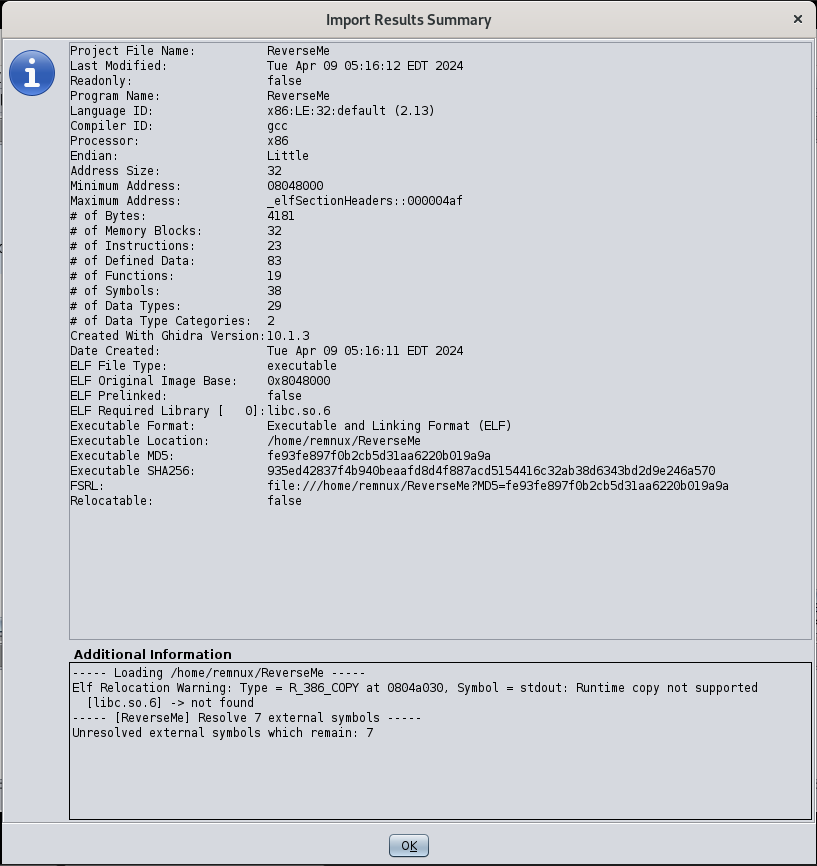 Import Results Summary
Project File Name: ReverseMe
Last Modified: Tue Apr 09 05:16:12 EDT 2024
Readonly: false
Program Name: ReverseMe
Language ID: x86:LE:32:default (2.13)
Compiler ID: gcc
Processor: x86
Endian: Little
Address Size: 32
Minimum Address: 08048000
Maximum Address: _elfSectionHeaders::000004af
# of Bytes: 4181
# of Memory Blocks: 32
# of Instructions: 23
# of Defined Data: 83
# of Functions: 19
# of Symbols: 38
# of Data Types: 29
# of Data Type Categories: 2
Created With Ghidra Version:10.1.3
Date Created: Tue Apr 09 05:16:11 EDT 2024
ELF File Type: executable
ELF Original Image Base: 0x8048000
ELF Prelinked: false
ELF Required Library [   0]:libc.so.6
Executable Format: Executable and Linking Format (ELF)
Executable Location: /home/remnux/ReverseMe
Executable MD5: fe93fe897f0b2cb5d31aa6220b019a9a
Executable SHA256: 935ed42837f4b940beaafd8d4f887acd5154416c32ab38d6343bd2d9e246a570
FSRL: file:///home/remnux/ReverseMe?MD5=fe93fe897f0b2cb5d31aa6220b019a9a
Relocatable: false
Additional Information
----- Loading /home/remnux/ReverseMe -----
Elf Relocation Warning: Type = R_386_COPY at 0804a030, Symbol = stdout: Runtime copy not supported
[libc.so.6] -> not found
----- [ReverseMe] Resolve 7 external symbols -----
Unresolved external symbols which remain: 7
OK